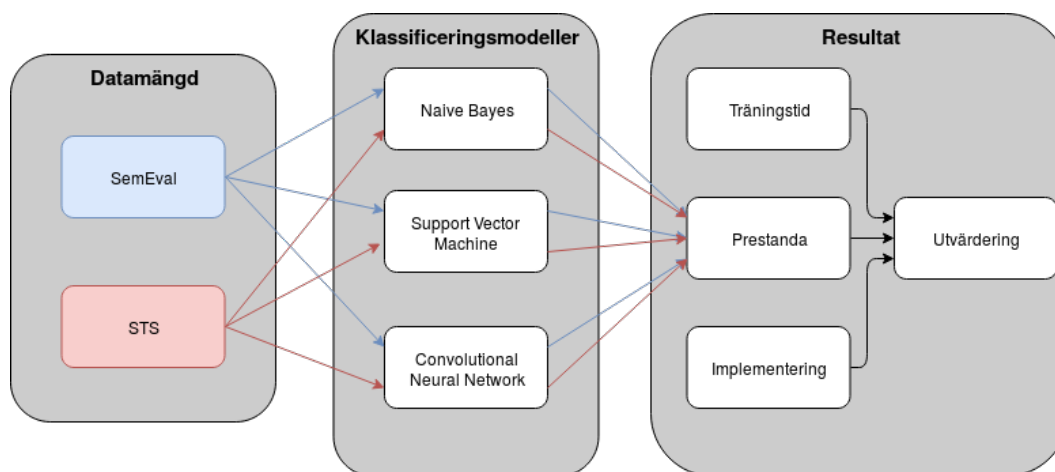 Datamängd
SemEval
STS
Klassificeringsmodeller
Naive Bayes
Support Vector
Machine
Convolutional
Neural Network
Resultat
Träningstid
Prestanda
Implementering
Utvärdering